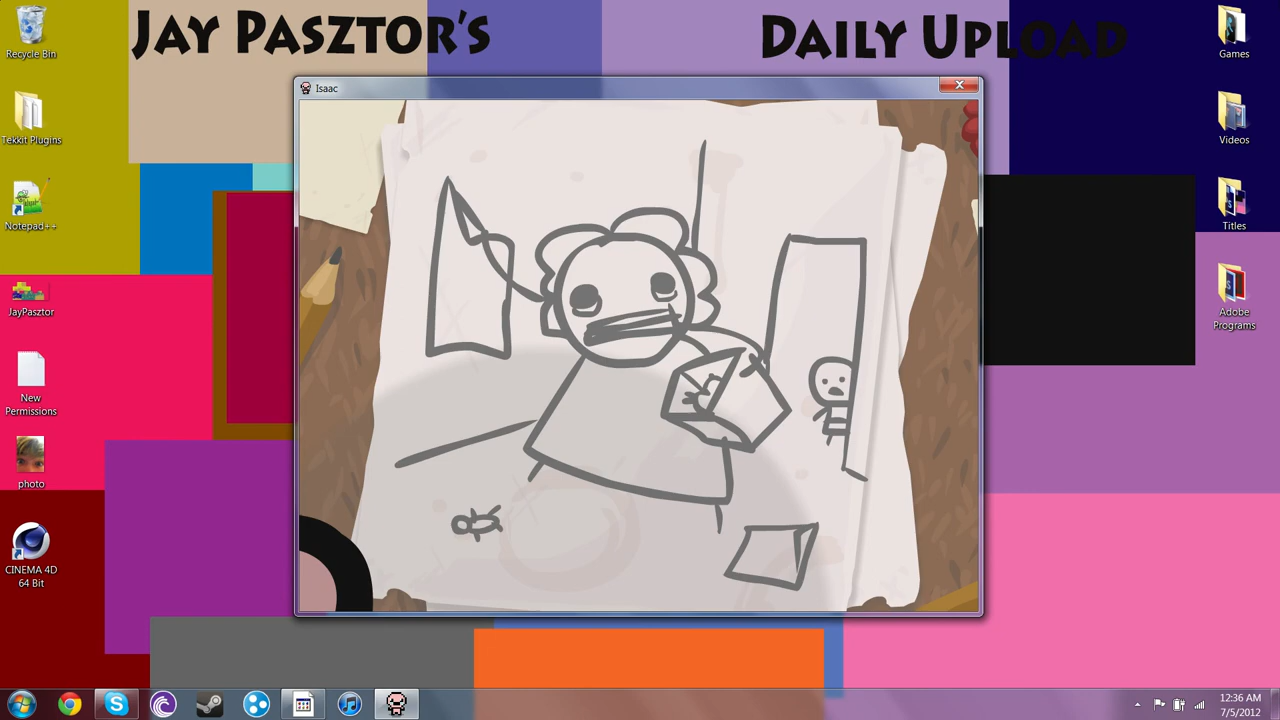 Jay Pasztor's Daily Upload
Recycle Bin
Tekkit Plugins
Notepad++
JayPasztor
New
Permissions
photo
CINEMA 4D
64 Bit
Isaac
Games
Videos
Titles
Adobe
Programs
12:36 AM
7/5/2012